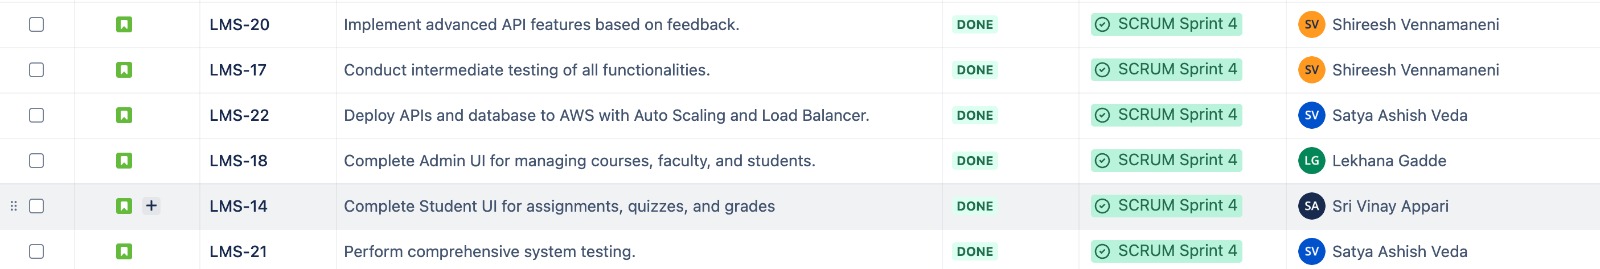 LMS-20 Implement advanced API features based on feedback. DONE SCRUM Sprint 4 SV Shireesh Vennamaneni
LMS-17 Conduct intermediate testing of all functionalities. DONE SCRUM Sprint 4 SV Shireesh Vennamaneni
LMS-22 Deploy APIs and database to AWS with Auto Scaling and Load Balancer. DONE SCRUM Sprint 4 SV Satya Ashish Veda
LMS-18 Complete Admin UI for managing courses, faculty, and students. DONE SCRUM Sprint 4 LG Lekhana Gadde
LMS-14 Complete Student UI for assignments, quizzes, and grades DONE SCRUM Sprint 4 SA Sri Vinay Appari
LMS-21 Perform comprehensive system testing. DONE SCRUM Sprint 4 SV Satya Ashish Veda